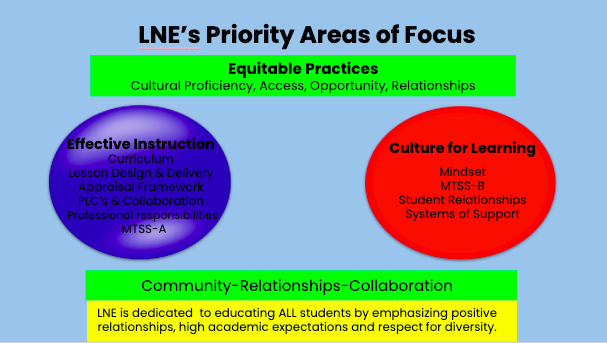 LNE's Priority Areas of Focus
Equitable Practices
Cultural Proficiency, Access, Opportunity, Relationships
Effective Instruction
Curriculum
Lesson Design & Delivery
Appraisal Framework
PLC's & Collaboration
Professional responsibilities
MTSS-A
Culture for Learning
Mindset
MTSS-B
Student Relationships
Systems of Support
Community-Relationships-Collaboration
LNE is dedicated  to educating ALL students by emphasizing positive
relationships, high academic expectations and respect for diversity.